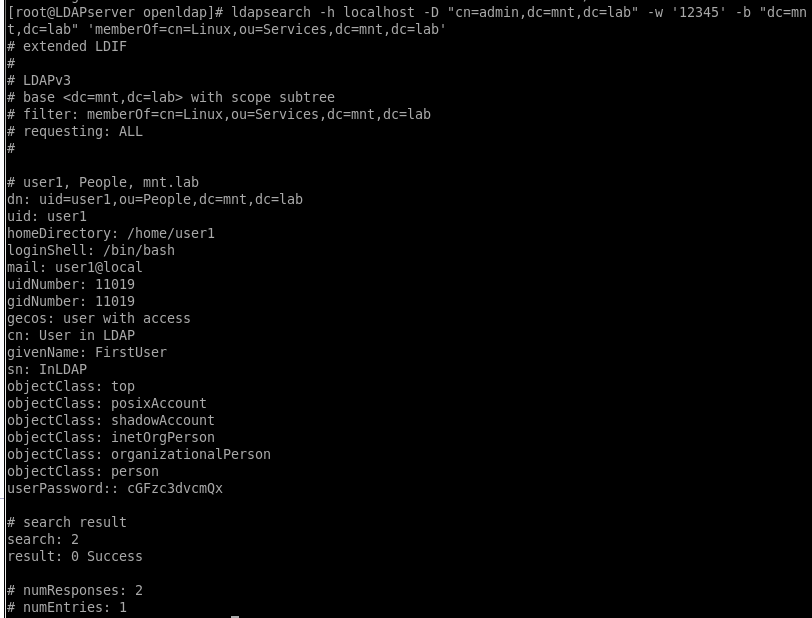 [root@LDAPserver openldap]# ldapsearch -h localhost -D "cn=admin,dc=mnt,dc=lab" -w '12345' -b "dc=mn
t,dc=lab" 'memberOf=cn=Linux,ou=Services,dc=mnt,dc=lab'
# extended LDIF
#
# LDAPv3
# base <dc=mnt,dc=lab> with scope subtree
# filter: memberOf=cn=Linux,ou=Services,dc=mnt,dc=lab
# requesting: ALL
#
# user1, People, mnt.lab
dn: uid=user1,ou=People,dc=mnt,dc=lab
uid: user1
homeDirectory: /home/user1
loginShell: /bin/bash
mail: user1@local
uidNumber: 11019
gidNumber: 11019
gecos: user with access
cn: User in LDAP
givenName: FirstUser
sn: InLDAP
objectClass: top
objectClass: posixAccount
objectClass: shadowAccount
objectClass: inetOrgPerson
objectClass: organizationalPerson
objectClass: person
userPassword:: cGFzc3dvcmQx
# search result
search: 2
result: 0 Success
# numResponses: 2
# numEntries: 1